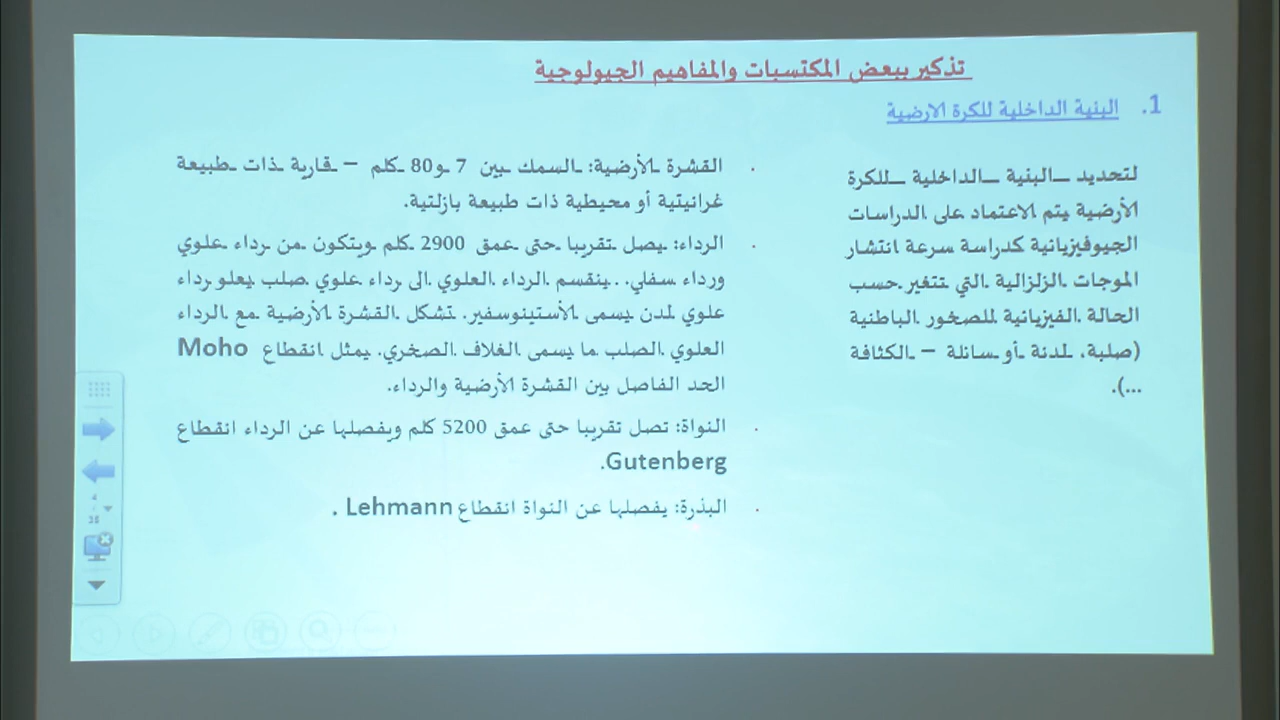 تذكير ببعض المكتسبات والمفاهيم الجيولوجية
1. البنية الداخلية للكرة الارضية
لتحديد البنية الداخلية للكرة
الأرضية يتم الاعتماد على الدراسات
الجيوفيزيائية كدراسة سرعة انتشار
الموجات الزلزالية التي تتغير حسب
الحالة الفيزيائية للصخور الباطنية
(صلبة، لدنة أو سائلة – الكثافة
...).
القشرة الأرضية: السمك بين 7 و80 كلم – قارية ذات طبيعة
غرانيتية أو محيطية ذات طبيعة بازلتية.
الرداء: يصل تقريبا حتى عمق 2900 كلم ويتكون من رداء علوي
ورداء سفلي. ينقسم الرداء العلوي الى رداء علوي صلب يعلو رداء
علوي لدن يسمى الأستينوسفير. تشكل القشرة الأرضية مع الرداء
العلوي الصلب ما يسمى الغلاف الصخري. يمثل انقطاع Moho
الحد الفاصل بين القشرة الأرضية والرداء.
النواة: تصل تقريبا حتى عمق 5200 كلم ويفصلها عن الرداء انقطاع
Gutenberg.
البذرة: يفصلها عن النواة انقطاع Lehmann .